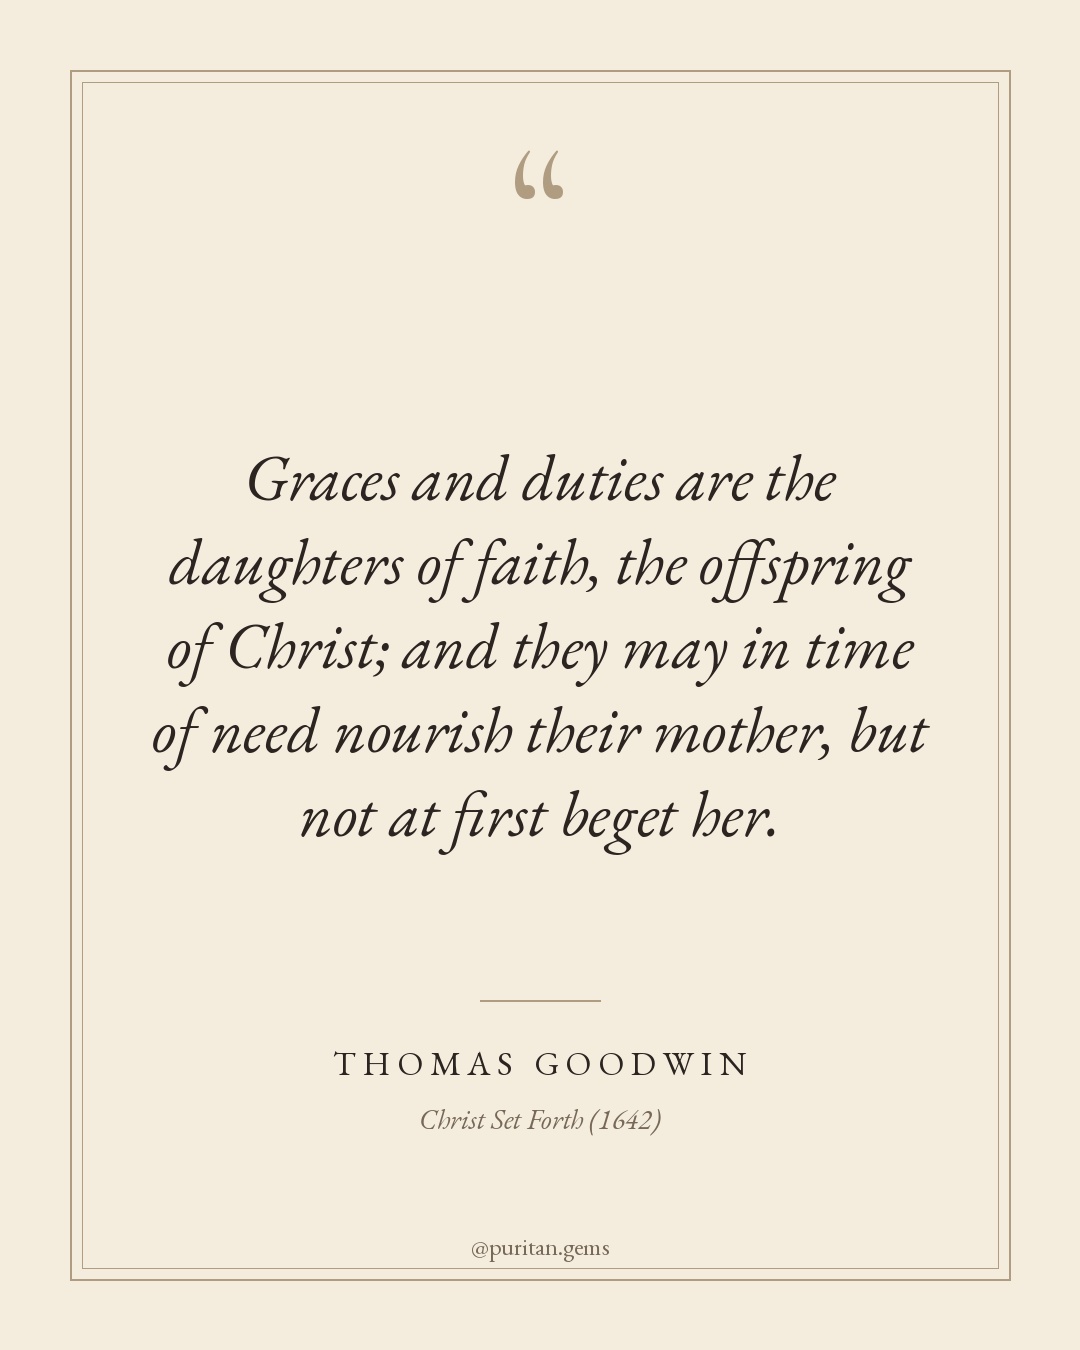 “
Graces and duties are the
daughters of faith, the offspring
of Christ; and they may in time
of need nourish their mother, but
not at first beget her.
THOMAS GOODWIN
Christ Set Forth (1642)
@puritan.gems